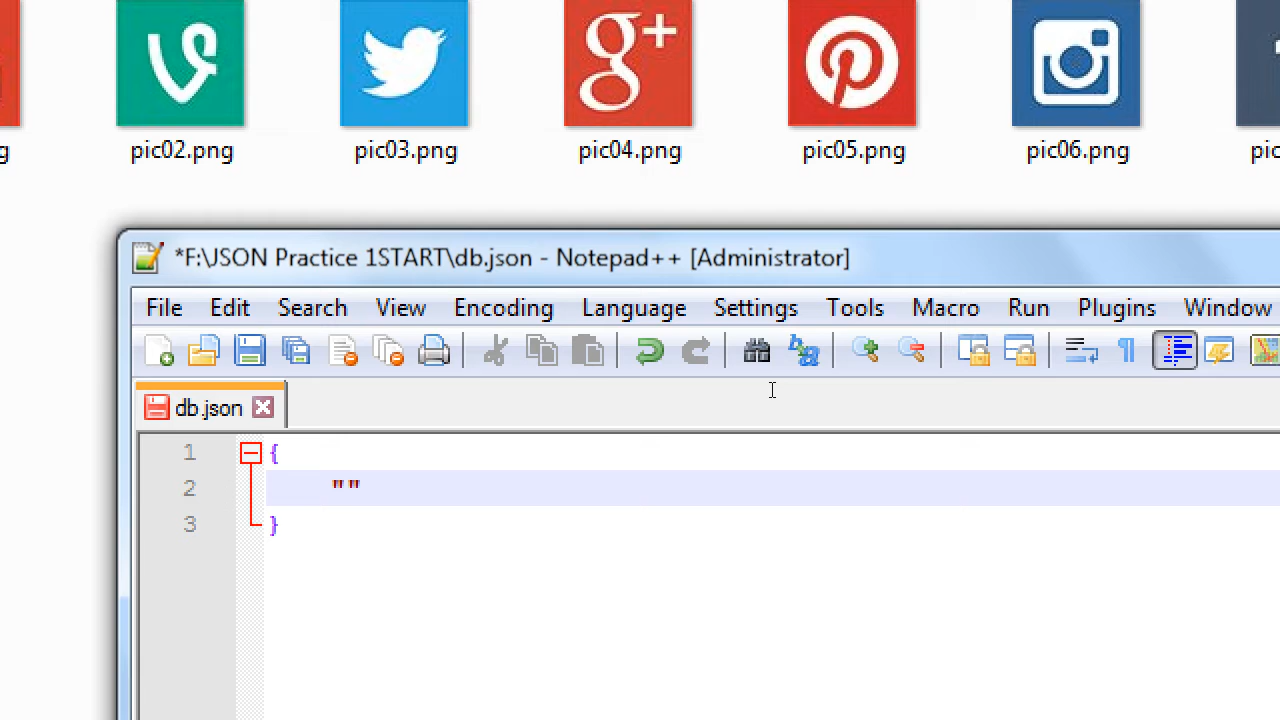 g+
g
pic02.png
pic03.png
pic04.png
pic05.png
pic06.png
pic
*F:\JSON Practice 1START\db.json - Notepad++ [Administrator]
File Edit Search View Encoding Language Settings Tools Macro Run Plugins Window
db.json
1 {
2 ""
3 }